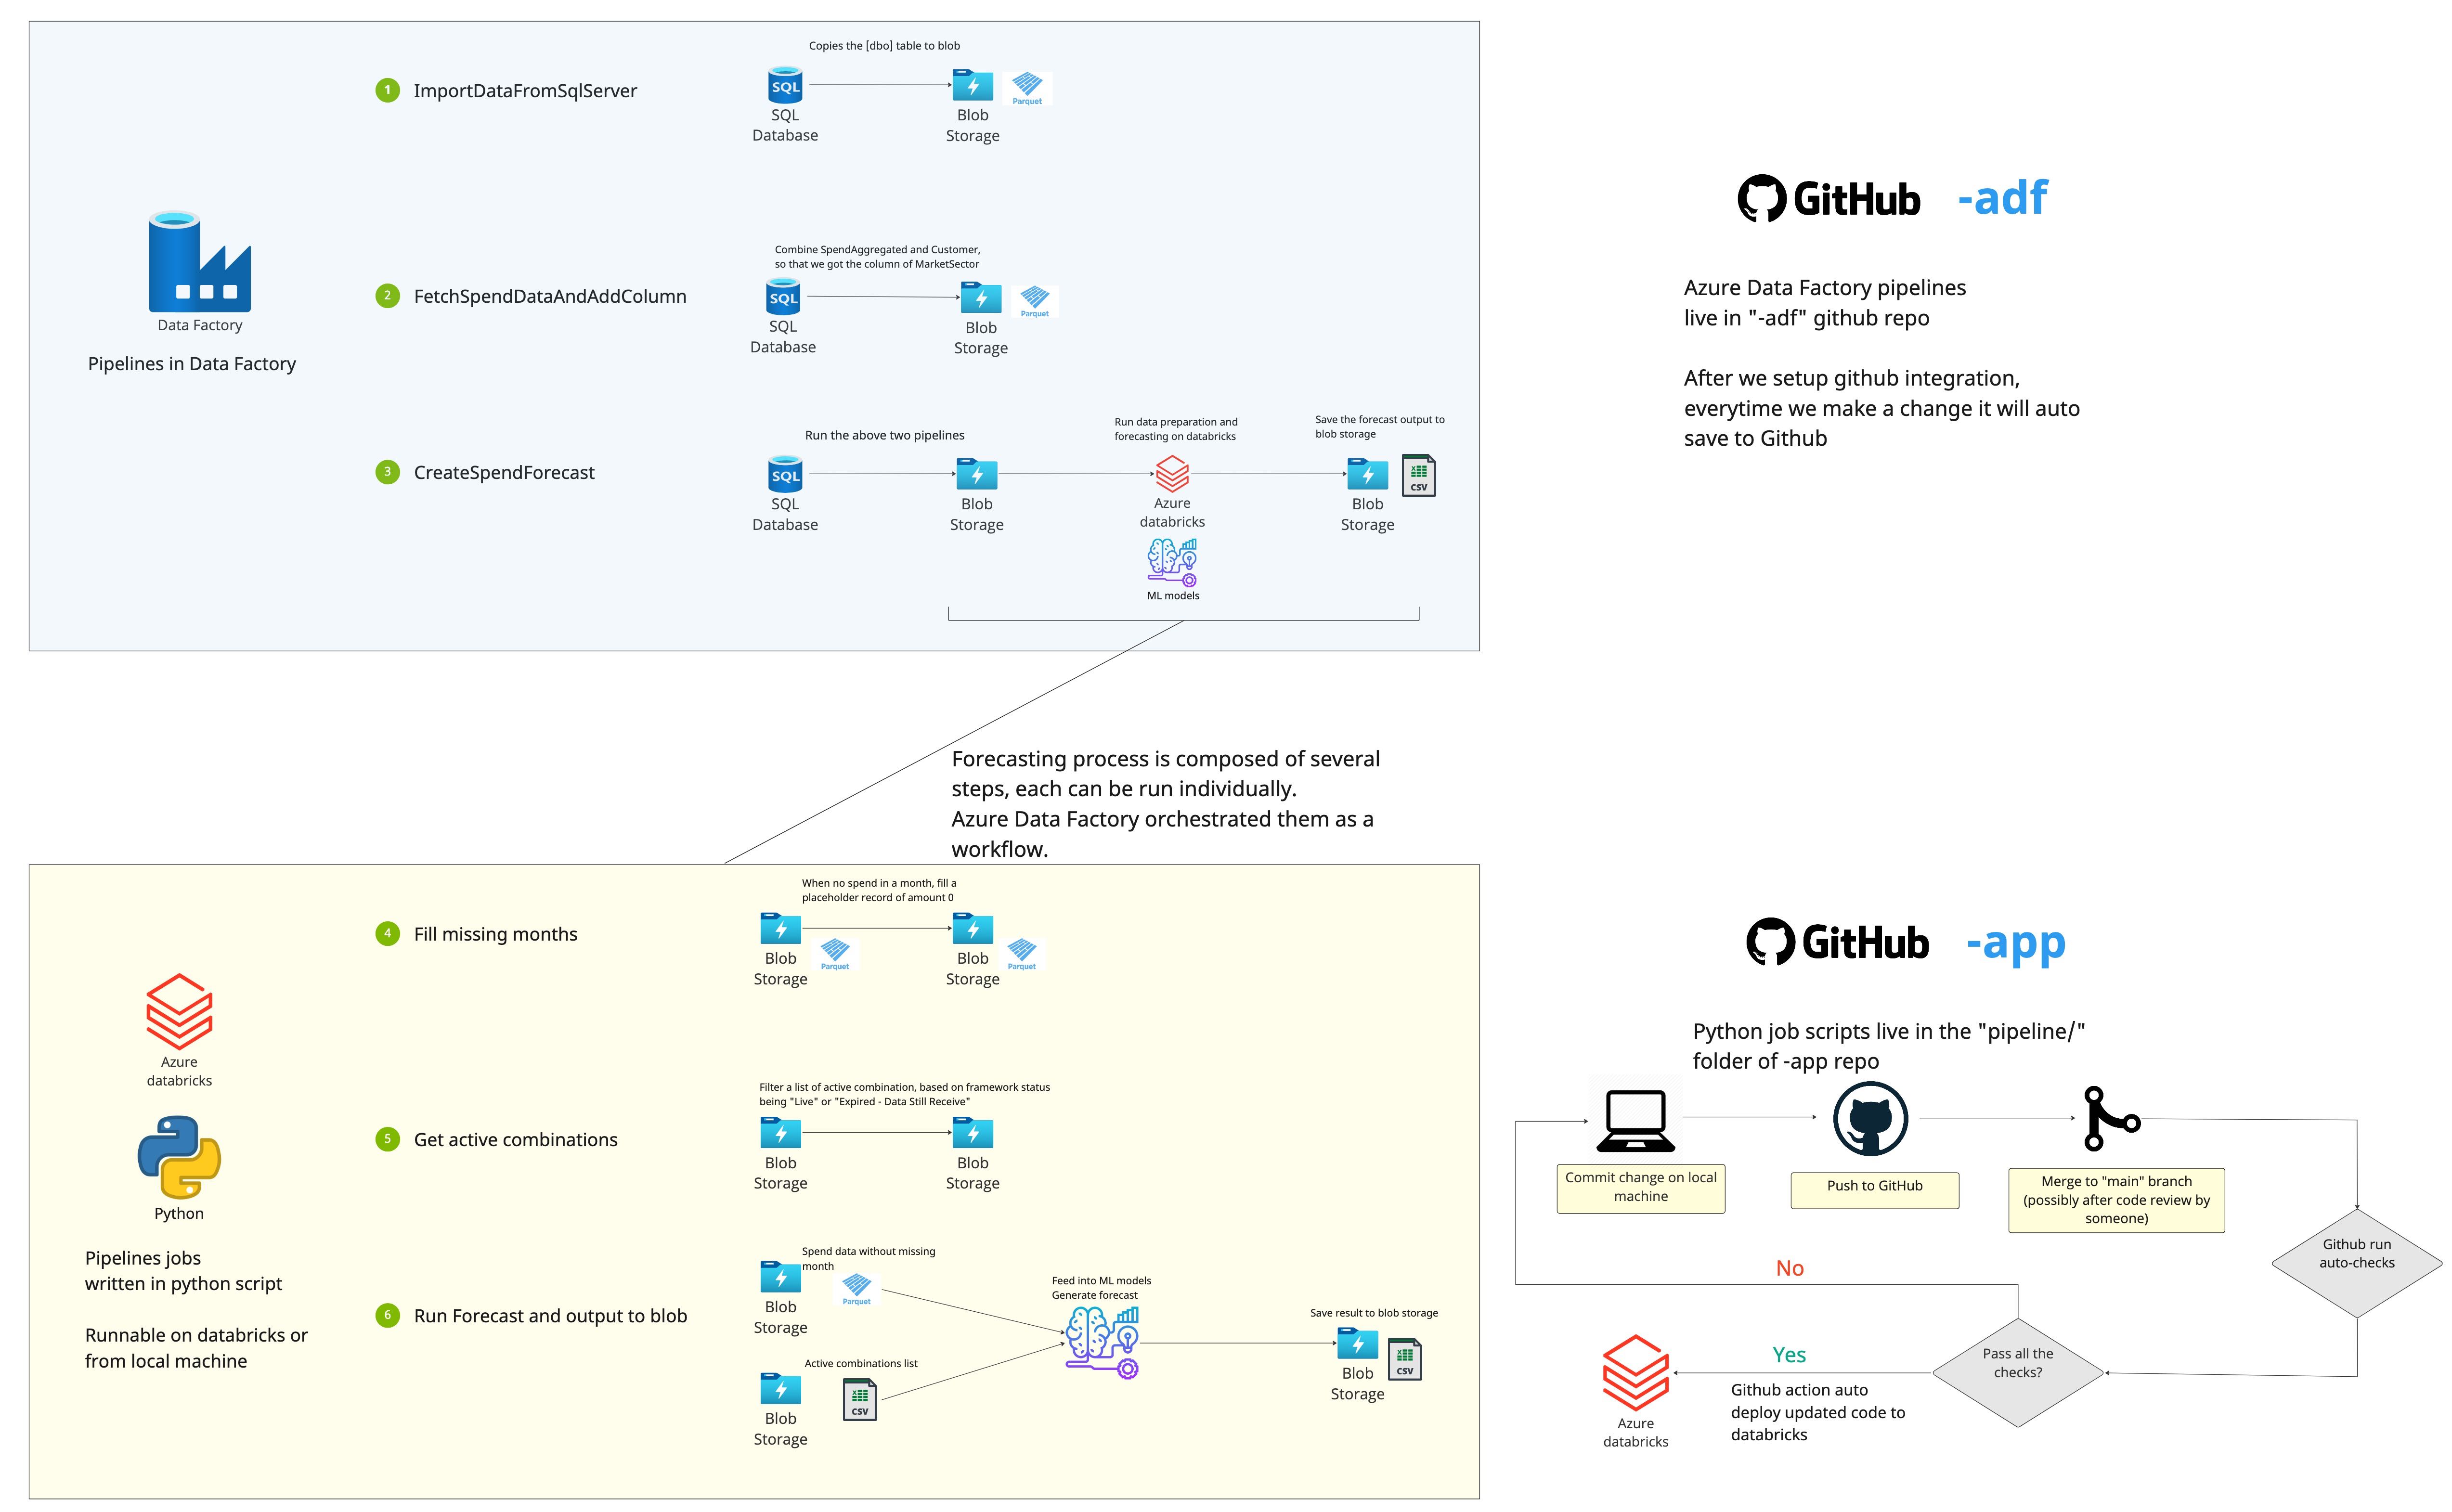 Copies the [dbo] table to blob
1
ImportDataFromSqlServer
SQL
SQL
Database
Blob
Storage
Parquet
Data Factory
Pipelines in Data Factory
Combine SpendAggregated and Customer,
so that we got the column of MarketSector
2
FetchSpendDataAndAddColumn
SQL
SQL
Database
Blob
Storage
Parquet
Run the above two pipelines
Run data preparation and
forecasting on databricks
Save the forecast output to
blob storage
3
CreateSpendForecast
SQL
SQL
Database
Blob
Storage
Azure
databricks
ML models
Blob
Storage
CSV
GitHub -adf
Azure Data Factory pipelines
live in "-adf" github repo
After we setup github integration,
everytime we make a change it will auto
save to Github
Forecasting process is composed of several
steps, each can be run individually.
Azure Data Factory orchestrated them as a
workflow.
When no spend in a month, fill a
placeholder record of amount 0
4
Fill missing months
Blob
Storage
Parquet
Blob
Storage
Parquet
Azure
databricks
Python
Pipelines jobs
written in python script
Runnable on databricks or
from local machine
Filter a list of active combination, based on framework status
being "Live" or "Expired - Data Still Receive"
5
Get active combinations
Blob
Storage
Blob
Storage
6
Run Forecast and output to blob
Spend data without missing
month
Blob
Storage
Parquet
Active combinations list
Blob
Storage
CSV
Feed into ML models
Generate forecast
Save result to blob storage
Blob
Storage
CSV
GitHub -app
Python job scripts live in the "pipeline/"
folder of -app repo
Commit change on local
machine
Push to GitHub
Merge to "main" branch
(possibly after code review by
someone)
Github run
auto-checks
No
Pass all the
checks?
Yes
Github action auto
deploy updated code to
databricks
Azure
databricks